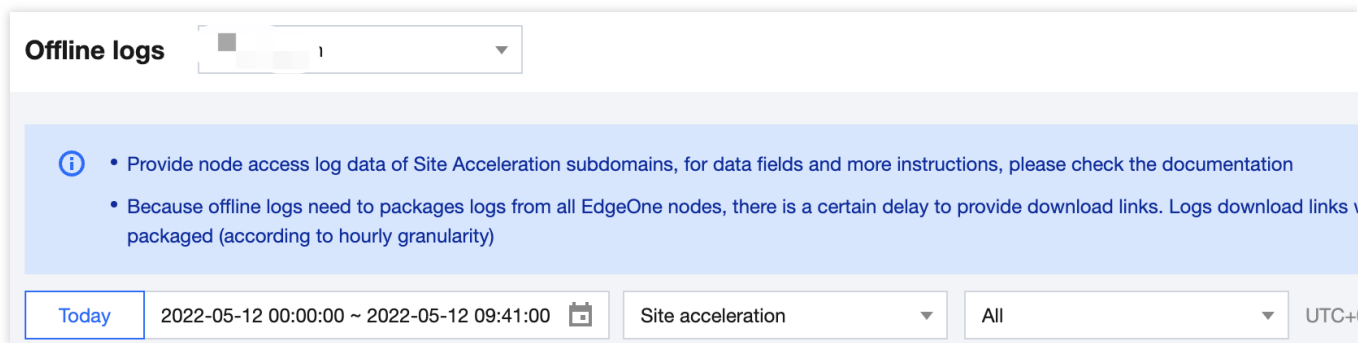 Offline logs
Provide node access log data of Site Acceleration subdomains, for data fields and more instructions, please check the documentation
Because offline logs need to packages logs from all EdgeOne nodes, there is a certain delay to provide download links. Logs download links
packaged (according to hourly granularity)
Today 2022-05-12 00:00:00 ~ 2022-05-12 09:41:00 Site acceleration All UTC+